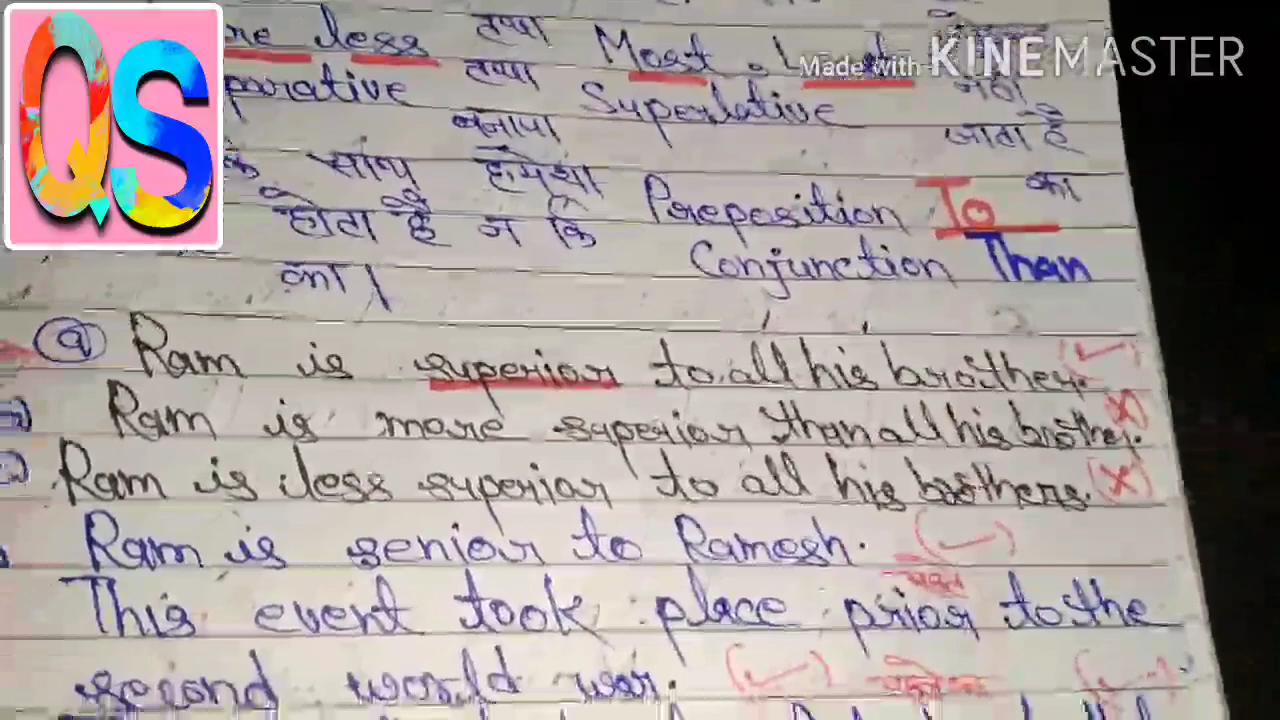 QS
Made with KINEMASTER
less तथा Most.
parative तथा Superlative नही
बनाया जाता है
के साथ हमेशा Preposition To का
होता है न कि Conjunction Than
का।
Ram is superior to all his brother.
Ram is more superior than all his brother.
Ram is less superior to all his brothers.
Ram is senior to Ramesh.
This event took place prior to the
second world war.